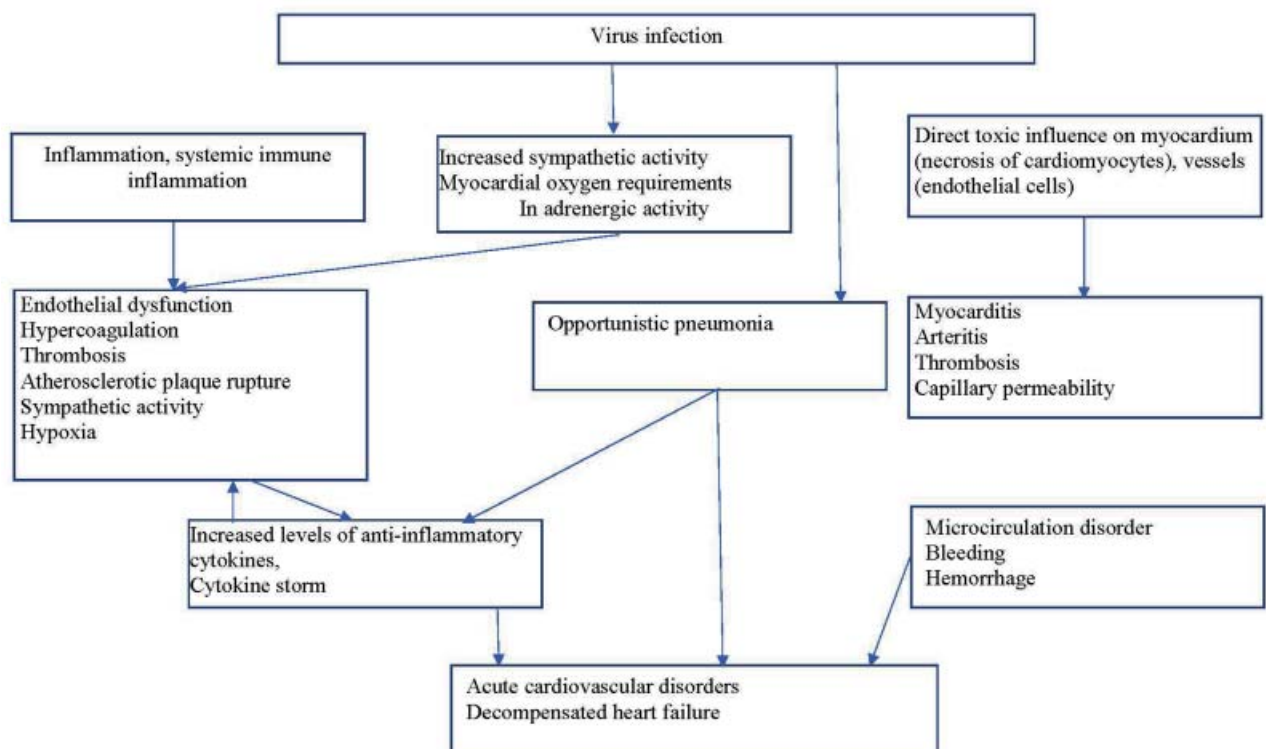 Virus infection
Inflammation, systemic immune
inflammation
Increased sympathetic activity
Myocardial oxygen requirements
In adrenergic activity
Direct toxic influence on myocardium
(necrosis of cardiomyocytes), vessels
(endothelial cells)
Endothelial dysfunction
Hypercoagulation
Thrombosis
Atherosclerotic plaque rupture
Sympathetic activity
Hypoxia
Opportunistic pneumonia
Myocarditis
Arteritis
Thrombosis
Capillary permeability
Increased levels of anti-inflammatory
cytokines,
Cytokine storm
Microcirculation disorder
Bleeding
Hemorrhage
Acute cardiovascular disorders
Decompensated heart failure